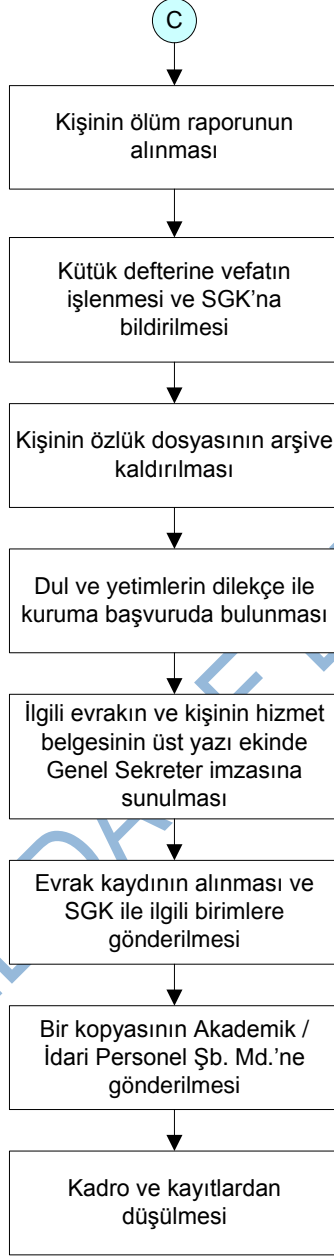 C
Kişinin ölüm raporunun
alınması
Kütük defterine vefatın
işlenmesi ve SGK’na
bildirilmesi
Kişinin özlük dosyasının arşive
kaldırılması
Dul ve yetimlerin dilekçe ile
kuruma başvuruda bulunması
İlgili evrakın ve kişinin hizmet
belgesinin üst yazı ekinde
Genel Sekreter imzasına
sunulması
Evrak kaydının alınması ve
SGK ile ilgili birimlere
gönderilmesi
Bir kopyasının Akademik /
İdari Personel Şb. Md.’ne
gönderilmesi
Kadro ve kayıtlardan
düşülmesi